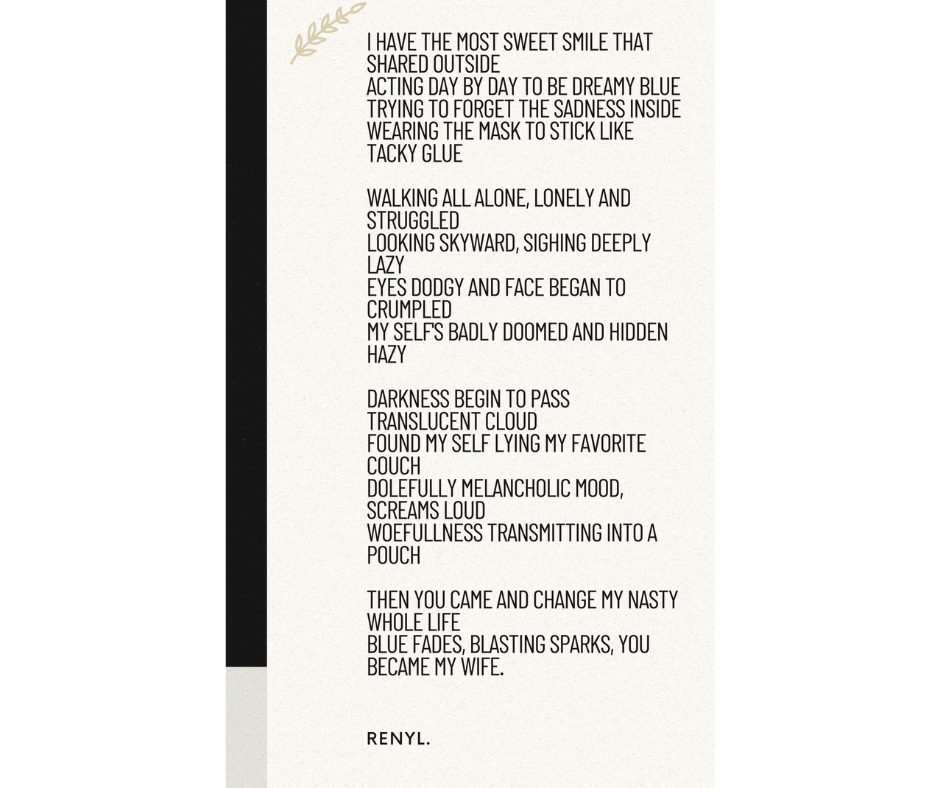 I HAVE THE MOST SWEET SMILE THAT
SHARED OUTSIDE
ACTING DAY BY DAY TO BE DREAMY BLUE
TRYING TO FORGET THE SADNESS INSIDE
WEARING THE MASK TO STICK LIKE
TACKY GLUE

WALKING ALL ALONE, LONELY AND
STRUGGLED
LOOKING SKYWARD, SIGHING DEEPLY
LAZY
EYES DODGY AND FACE BEGAN TO
CRUMPLED
MY SELF'S BADLY DOOMED AND HIDDEN
HAZY

DARKNESS BEGIN TO PASS
TRANSLUCENT CLOUD
FOUND MY SELF LYING MY FAVORITE
COUCH
DOLEFULLY MELANCHOLIC MOOD,
SCREAMS LOUD
WOEFULLNESS TRANSMITTING INTO A
POUCH

THEN YOU CAME AND CHANGE MY NASTY
WHOLE LIFE
BLUE FADES, BLASTING SPARKS, YOU
BECAME MY WIFE.

RENYL.